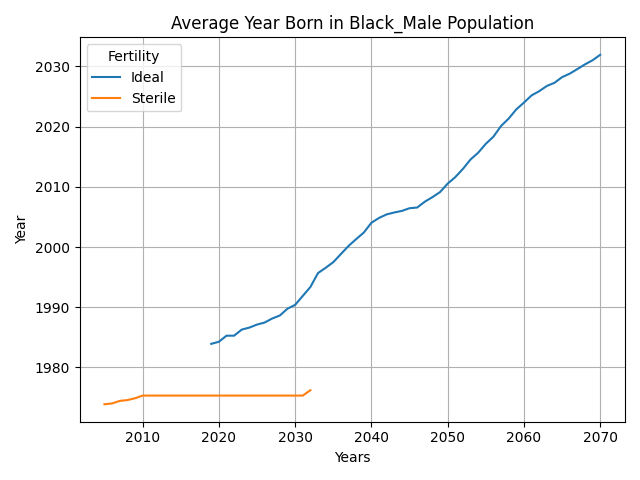 Average Year Born in Black_Male Population
Fertility
Ideal
Sterile
2030
2020
2010
2000
1990
1980
Year
2010 2020 2030 2040 2050 2060 2070
Years